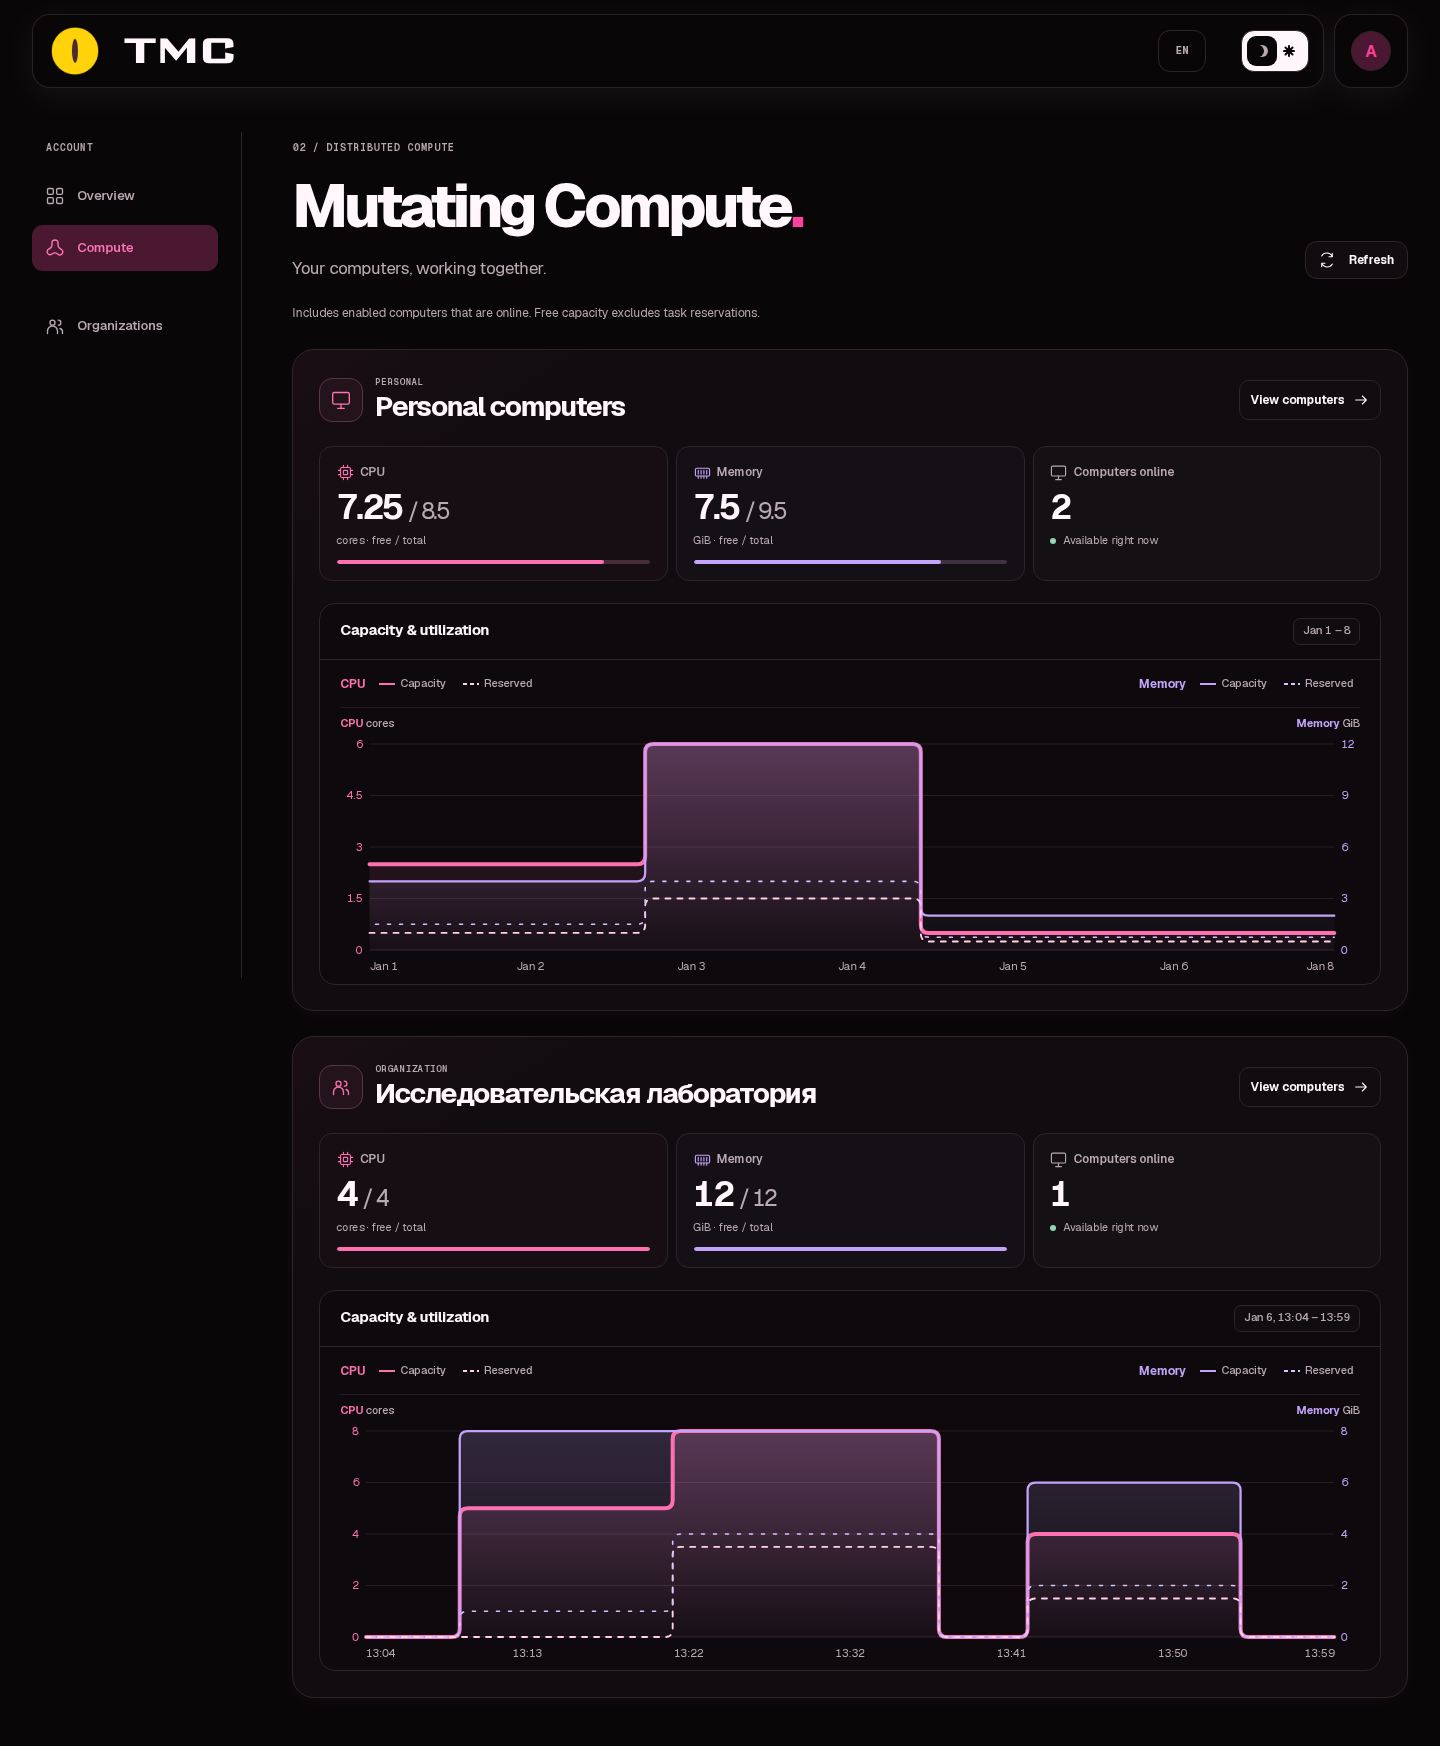 TMC
EN
A
ACCOUNT
Overview
Compute
Organizations
02 / DISTRIBUTED COMPUTE
Mutating Compute.
Your computers, working together.
Refresh
Includes enabled computers that are online. Free capacity excludes task reservations.
PERSONAL
Personal computers
View computers
CPU
7.25 / 8.5
cores · free / total
Memory
7.5 / 9.5
GiB · free / total
Computers online
2
Available right now
Capacity & utilization
Jan 1 – 8
CPU Capacity Reserved
Memory Capacity Reserved
CPU cores
Memory GiB
6 12
4.5 9
3 6
1.5 3
0 0
Jan 1 Jan 2 Jan 3 Jan 4 Jan 5 Jan 6 Jan 8
ORGANIZATION
Исследовательская лаборатория
View computers
CPU
4 / 4
cores · free / total
Memory
12 / 12
GiB · free / total
Computers online
1
Available right now
Capacity & utilization
Jan 6, 13:04 – 13:59
CPU Capacity Reserved
Memory Capacity Reserved
CPU cores
Memory GiB
8 8
6 6
4 4
2 2
0 0
13:04 13:13 13:22 13:32 13:41 13:50 13:59